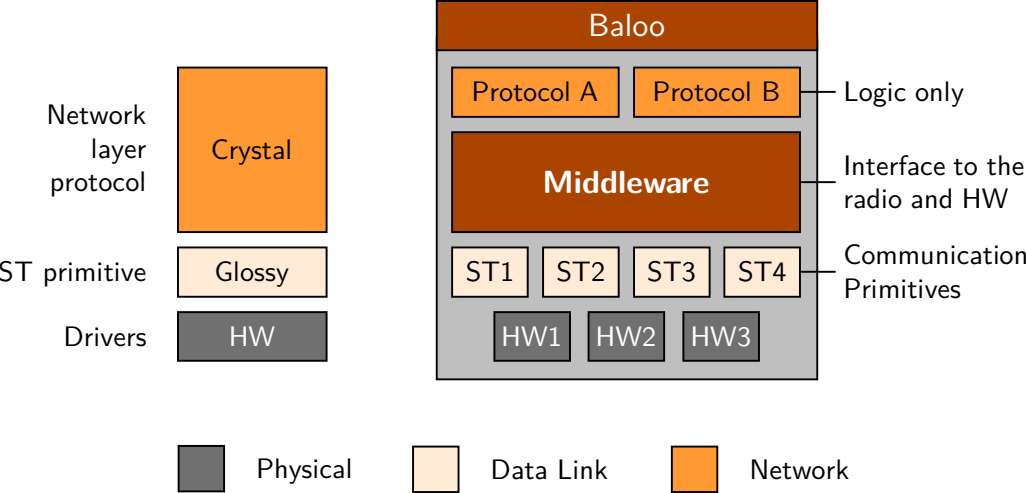 Baloo
Network
layer
protocol
Crystal
Protocol A
Protocol B
Logic only
Middleware
Interface to the
radio and HW
ST primitive
Glossy
ST1
ST2
ST3
ST4
Communication
Primitives
Drivers
HW
HW1
HW2
HW3
Physical
Data Link
Network